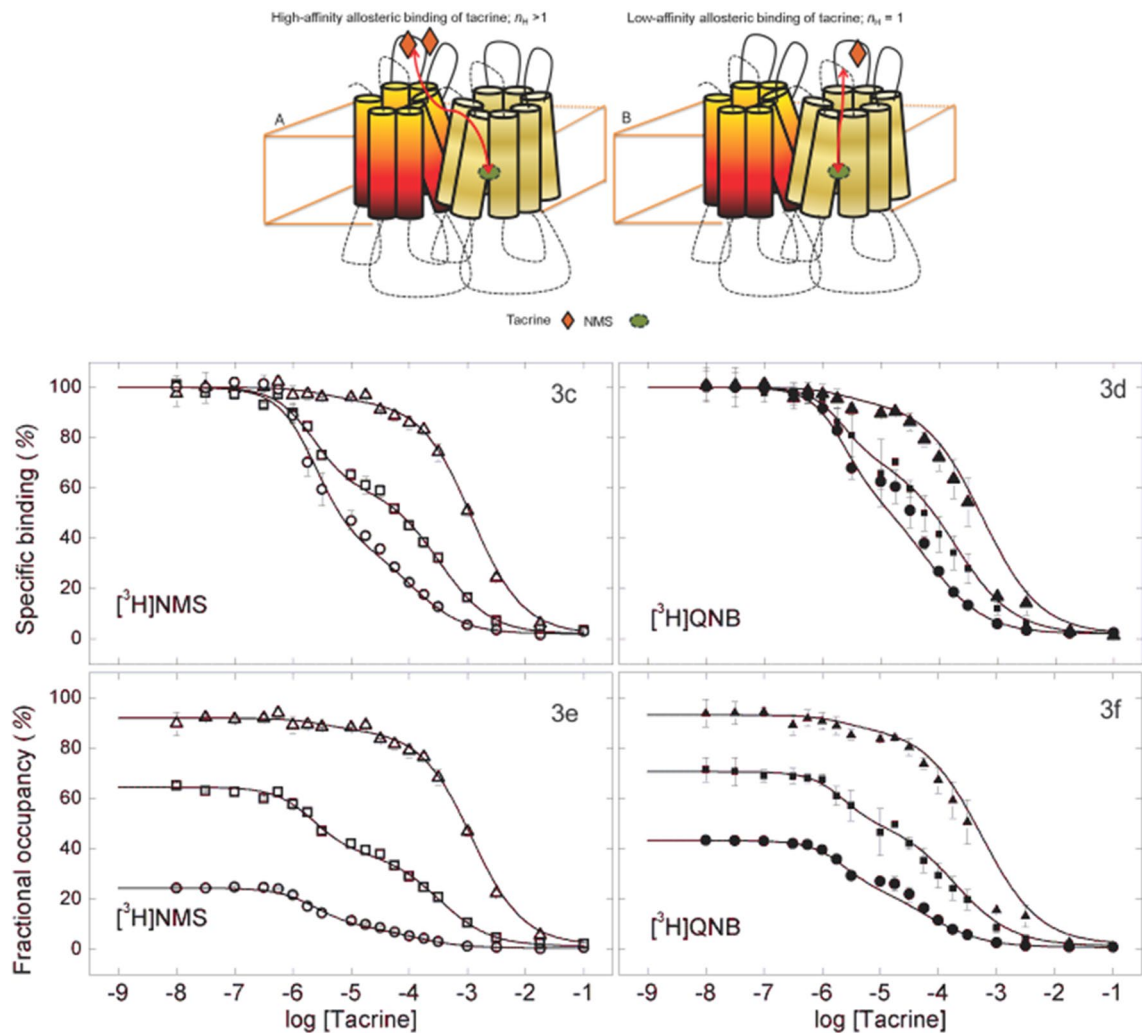 High-affinity allosteric binding of tacrine; nH >1
Low-affinity allosteric binding of tacrine; nH = 1
A
B
Tacrine NMS
100
80
60
40
20
0
Specific binding (%)
3c
[³H]NMS
3d
[³H]QNB
100
80
60
40
20
0
Fractional occupancy (%)
3e
[³H]NMS
3f
[³H]QNB
-9 -8 -7 -6 -5 -4 -3 -2 -1
log [Tacrine]
-9 -8 -7 -6 -5 -4 -3 -2 -1
log [Tacrine]